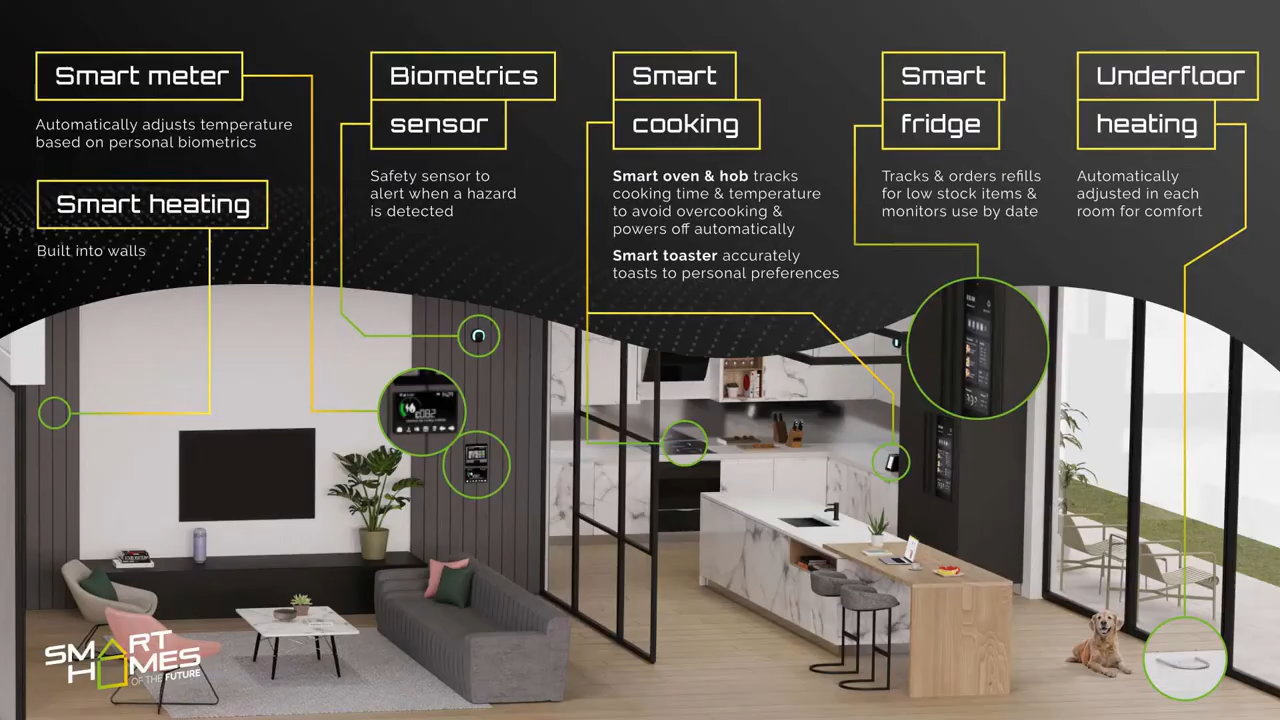 Smart meter
Automatically adjusts temperature
based on personal biometrics
Smart heating
Built into walls
Biometrics
sensor
Safety sensor to
alert when a hazard
is detected
Smart
cooking
Smart oven & hob tracks
cooking time & temperature
to avoid overcooking &
powers off automatically
Smart toaster accurately
toasts to personal preferences
Smart
fridge
Tracks & orders refills
for low stock items &
monitors use by date
Underfloor
heating
Automatically
adjusted in each
room for comfort
SMART
HOMES
OF THE FUTURE